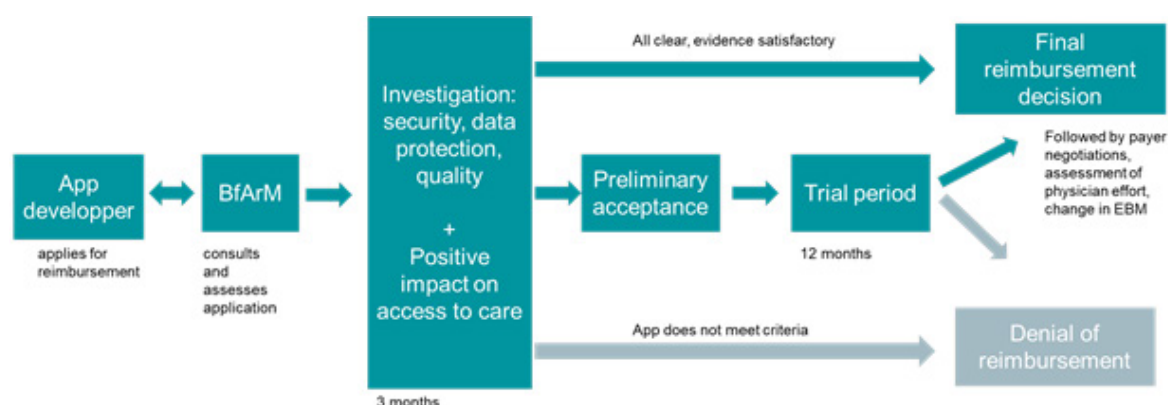 App
developper
applies for
reimbursement
BfArM
consults
and
assesses
application
Investigation:
security, data
protection,
quality
+
Positive
impact on
access to care
3 months
All clear, evidence satisfactory
Preliminary
acceptance
Trial period
12 months
App does not meet criteria
Final
reimbursement
decision
Followed by payer
negotiations,
assessment of
physician effort,
change in EBM
Denial of
reimbursement